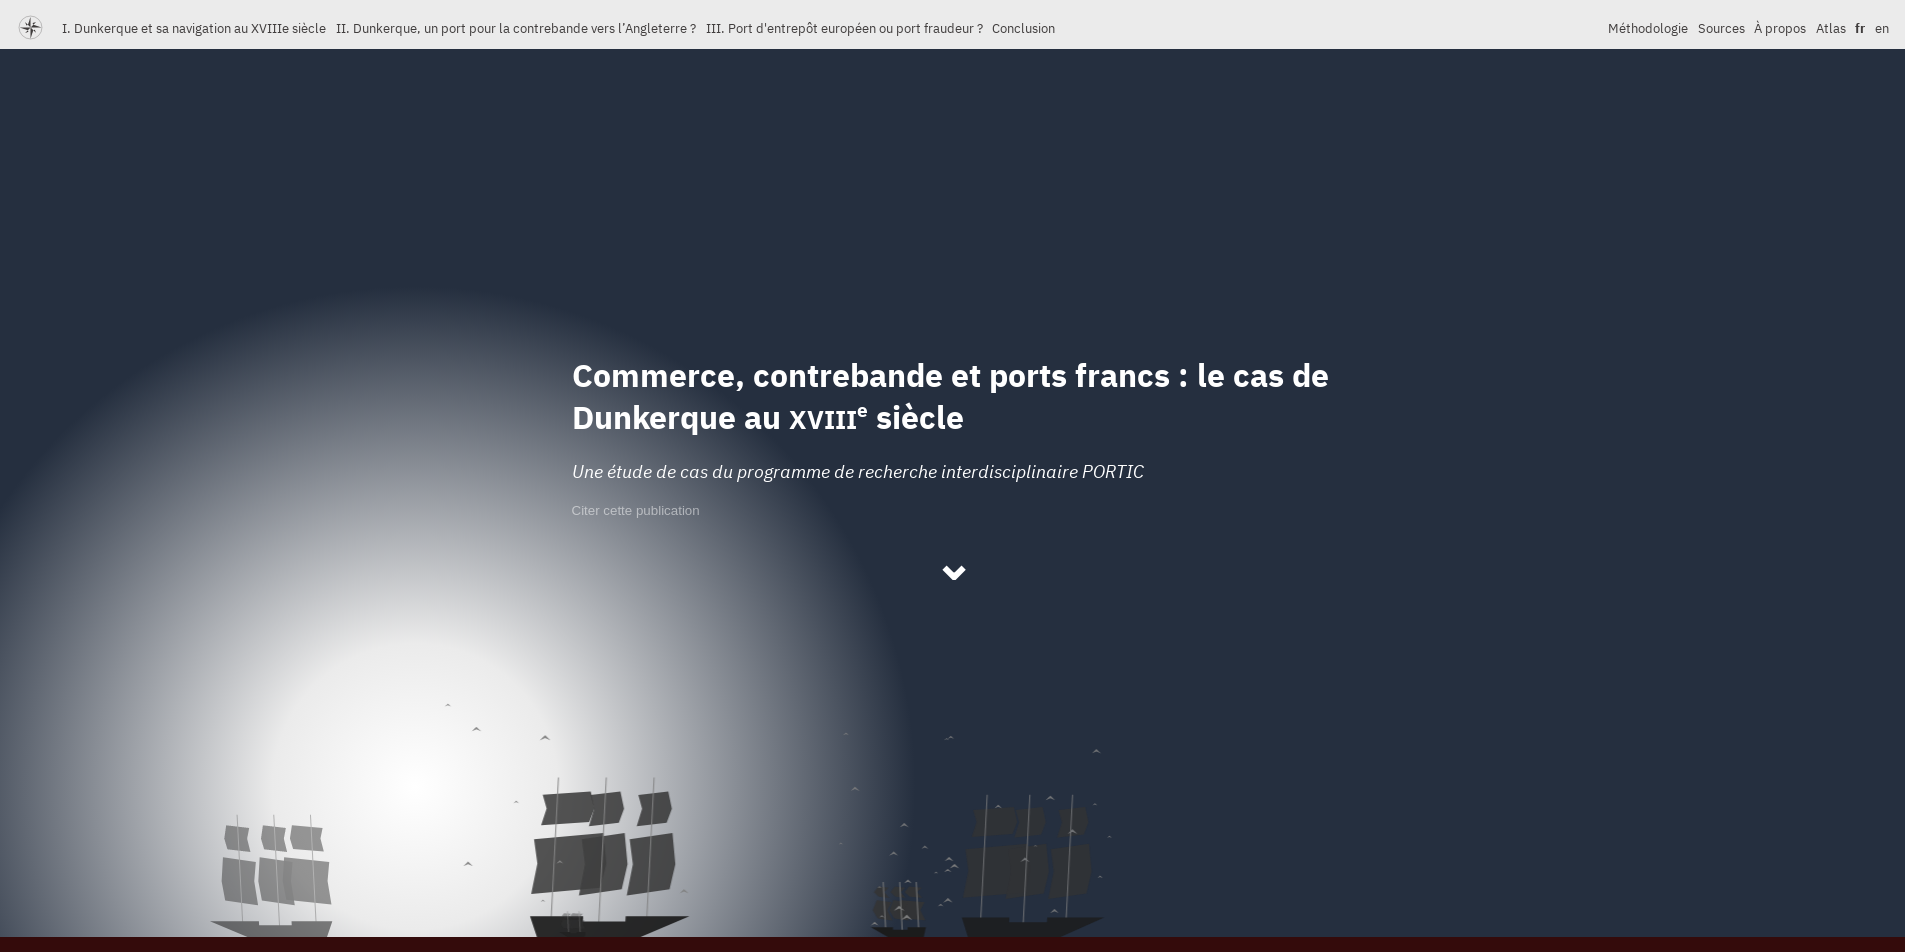 I. Dunkerque et sa navigation au XVIIIe siècle II. Dunkerque, un port pour la contrebande vers l’Angleterre ? III. Port d'entrepôt européen ou port fraudeur ? Conclusion Méthodologie Sources À propos Atlas fr en
Commerce, contrebande et ports francs : le cas de
Dunkerque au XVIIIe siècle
Une étude de cas du programme de recherche interdisciplinaire PORTIC
Citer cette publication